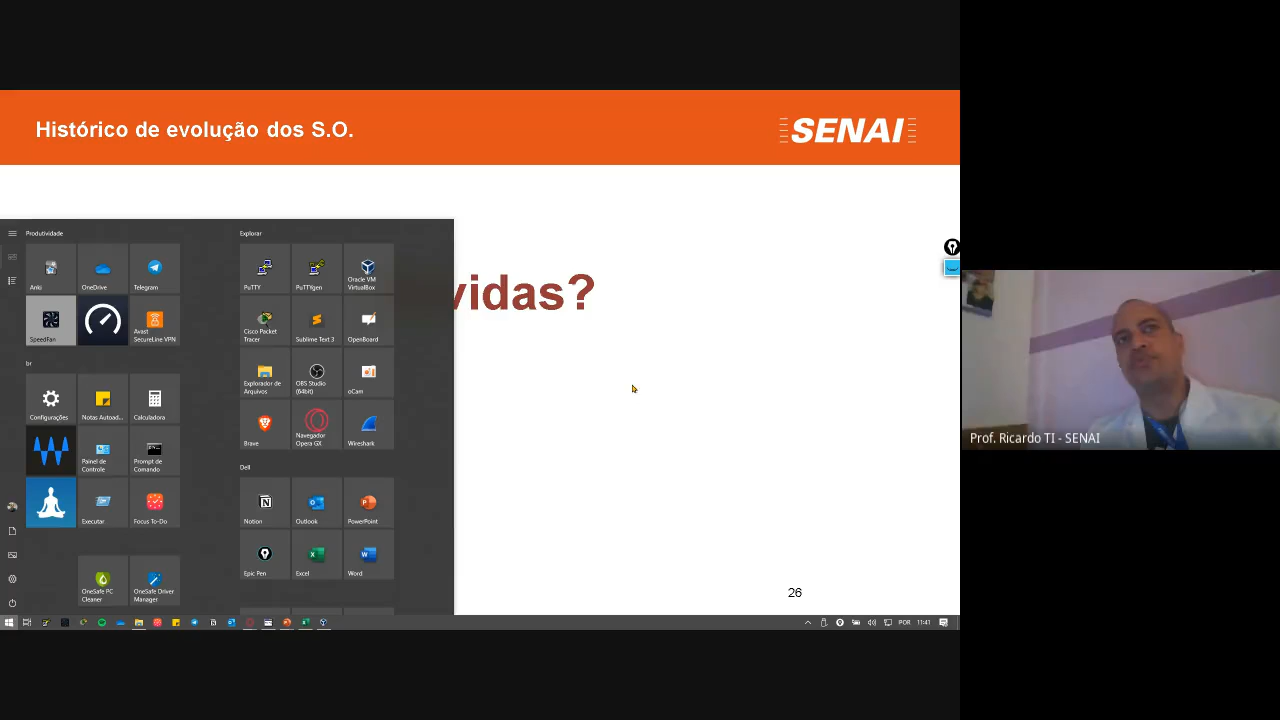 Histórico de evolução dos S.O.
SENAI
Produtividade
Anki
OneDrive
Telegram
SpeedFan
Avast
SecureLine VPN
br
Configurações
Notas Autoad...
Calculadora
Painel de
Controle
Prompt de
Comando
Executar
Focus To-Do
OneSafe PC
Cleaner
OneSafe Driver
Manager
Explorar
PuTTY
PuTTYgen
Oracle VM
VirtualBox
Cisco Packet
Tracer
Sublime Text 3
OpenBoard
Explorador de
Arquivos
OBS Studio
(64bit)
oCam
Brave
Navegador
Opera GX
Wireshark
Dell
Notion
Outlook
PowerPoint
Epic Pen
Excel
Word
vidas?
26
POR
11:41
Prof. Ricardo TI - SENAI